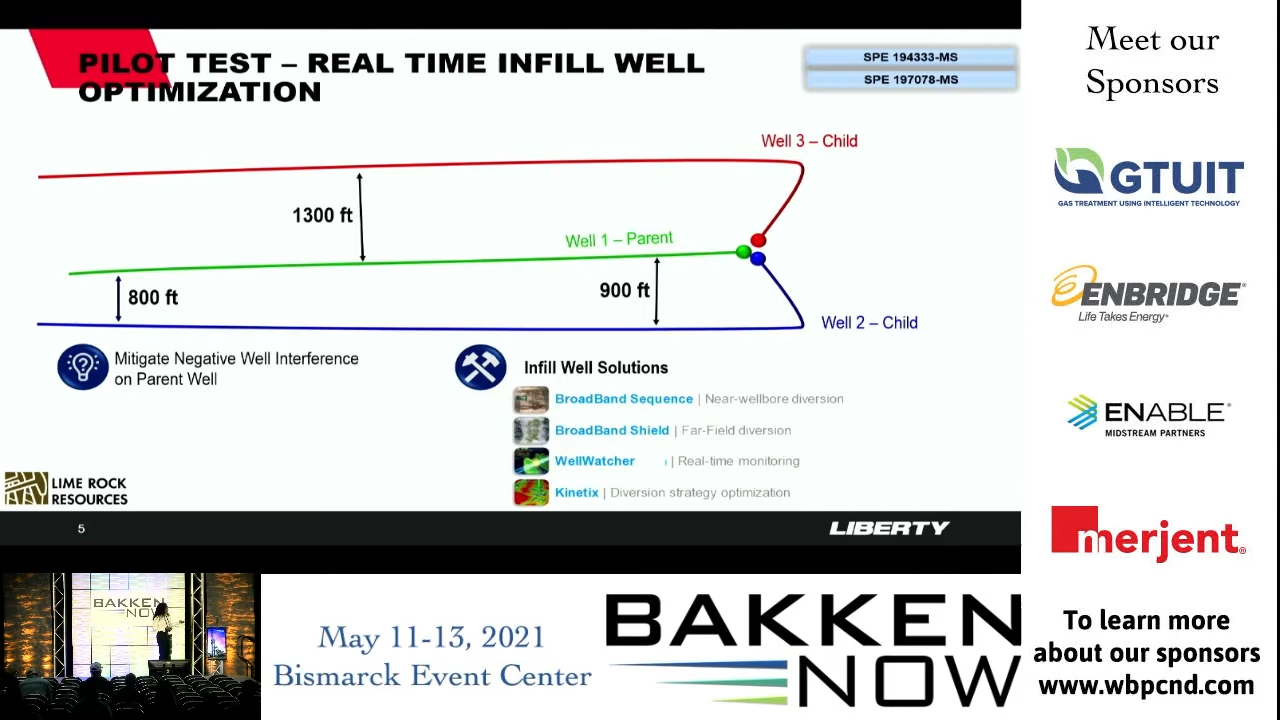 PILOT TEST – REAL TIME INFILL WELL
OPTIMIZATION
SPE 194333-MS
SPE 197078-MS
Well 3 – Child
1300 ft
Well 1 – Parent
800 ft
900 ft
Well 2 – Child
Mitigate Negative Well Interference
on Parent Well
Infill Well Solutions
BroadBand Sequence | Near-wellbore diversion
BroadBand Shield | Far-Field diversion
WellWatcher | Real-time monitoring
Kinetix | Diversion strategy optimization
LIME ROCK
RESOURCES
5
LIBERTY
Meet our
Sponsors
GTUIT
GAS TREATMENT USING INTELLIGENT TECHNOLOGY
ENBRIDGE®
Life Takes Energy™
ENABLE®
MIDSTREAM PARTNERS
merjent®
To learn more
about our sponsors
www.wbpcnd.com
BAKKEN
NOW
May 11-13, 2021
Bismarck Event Center
BAKKEN
NOW